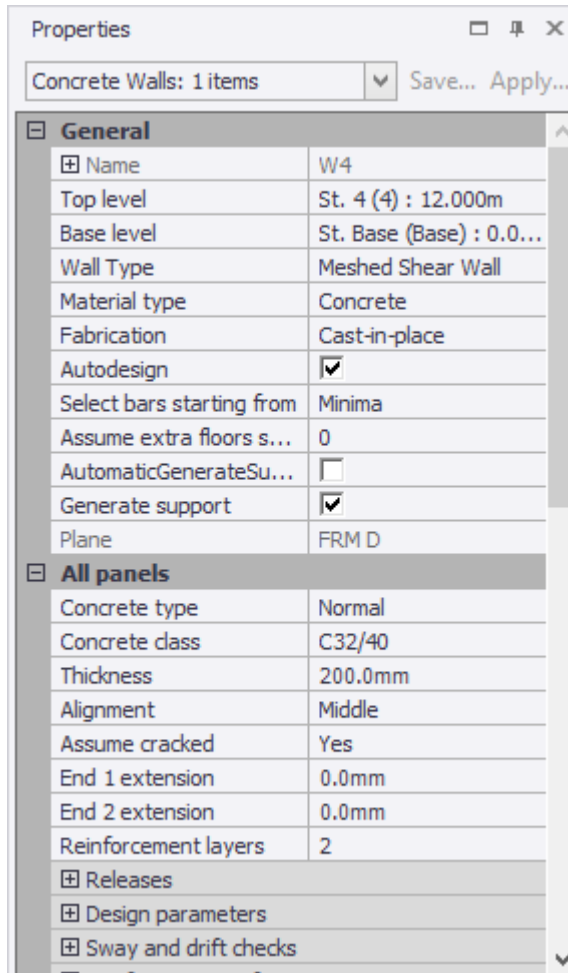 Properties
Concrete Walls: 1 items Save... Apply...
General
Name W4
Top level St. 4 (4) : 12.000m
Base level St. Base (Base) : 0.0...
Wall Type Meshed Shear Wall
Material type Concrete
Fabrication Cast-in-place
Autodesign
Select bars starting from Minima
Assume extra floors s... 0
AutomaticGenerateSu...
Generate support
Plane FRM D
All panels
Concrete type Normal
Concrete class C32/40
Thickness 200.0mm
Alignment Middle
Assume cracked Yes
End 1 extension 0.0mm
End 2 extension 0.0mm
Reinforcement layers 2
Releases
Design parameters
Sway and drift checks